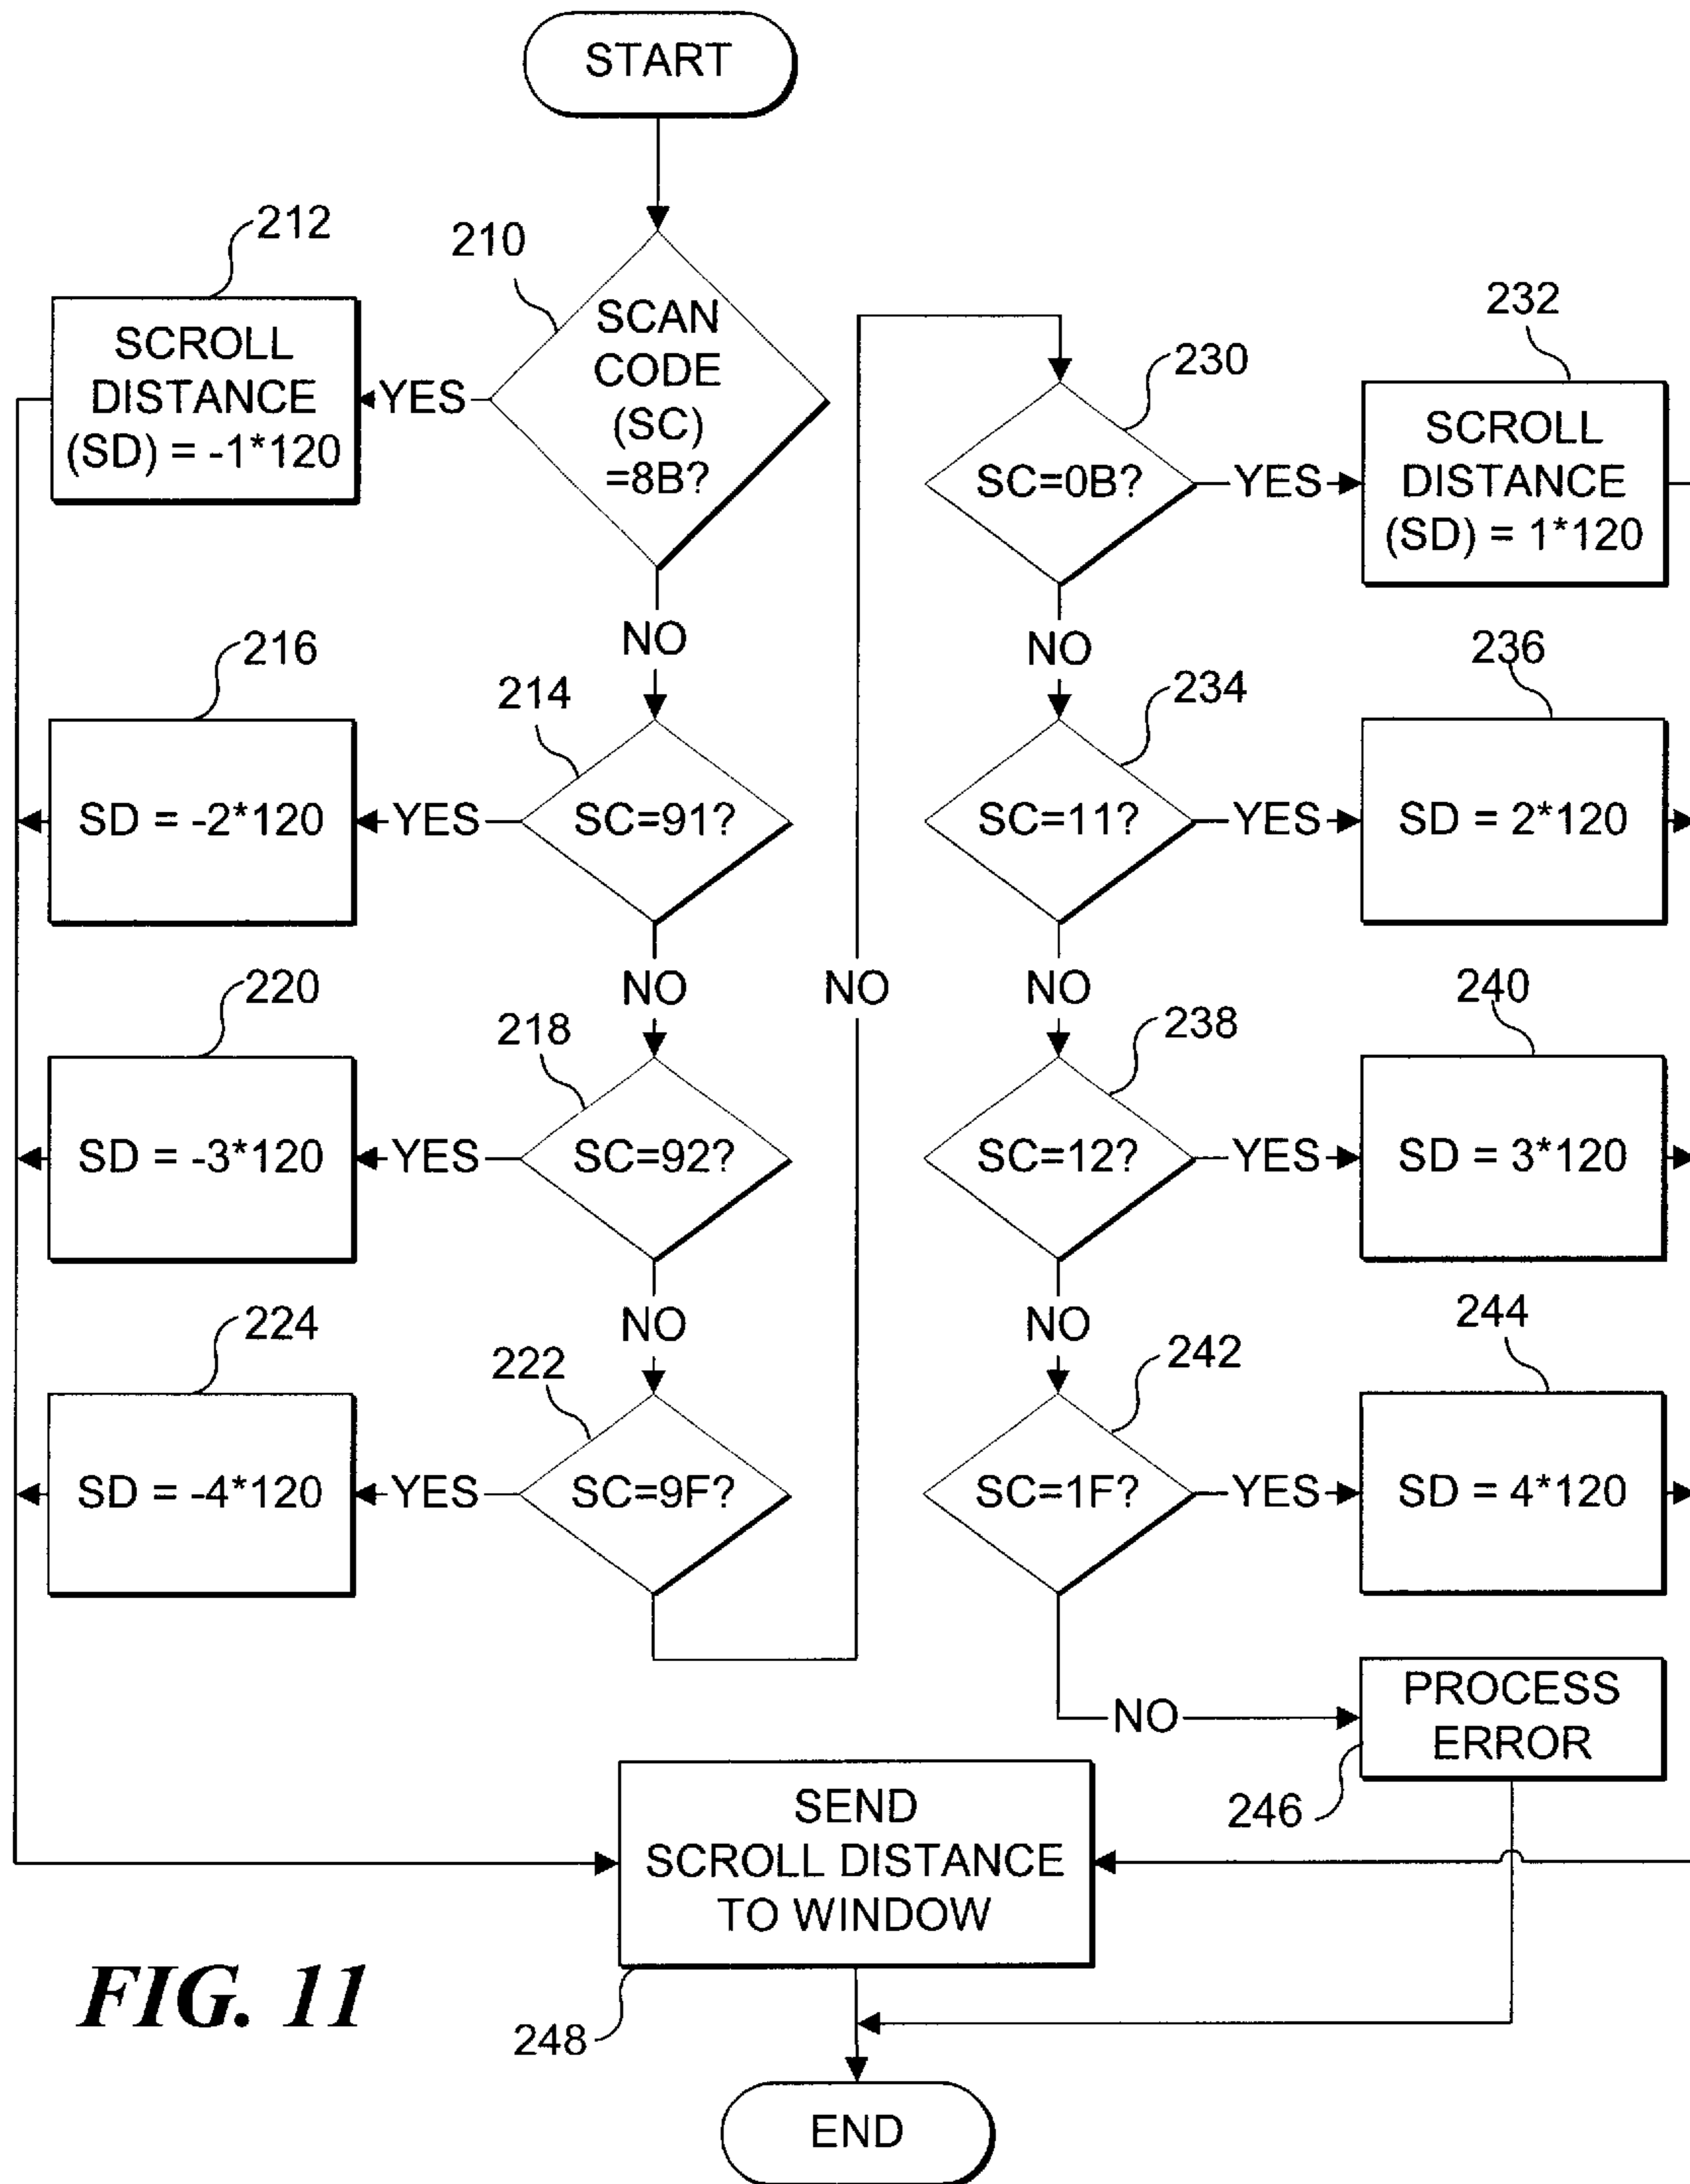 START
212
210
SCROLL
DISTANCE
(SD) = -1*120
YES
SCAN
CODE
(SC)
=8B?
NO
216
214
SD = -2*120
YES
SC=91?
NO
220
218
SD = -3*120
YES
SC=92?
NO
224
222
SD = -4*120
YES
SC=9F?
NO
230
232
SC=0B?
YES
SCROLL
DISTANCE
(SD) = 1*120
NO
234
236
SC=11?
YES
SD = 2*120
NO
238
240
SC=12?
YES
SD = 3*120
NO
242
244
SC=1F?
YES
SD = 4*120
NO
PROCESS
ERROR
246
SEND
SCROLL DISTANCE
TO WINDOW
248
END
FIG. 11